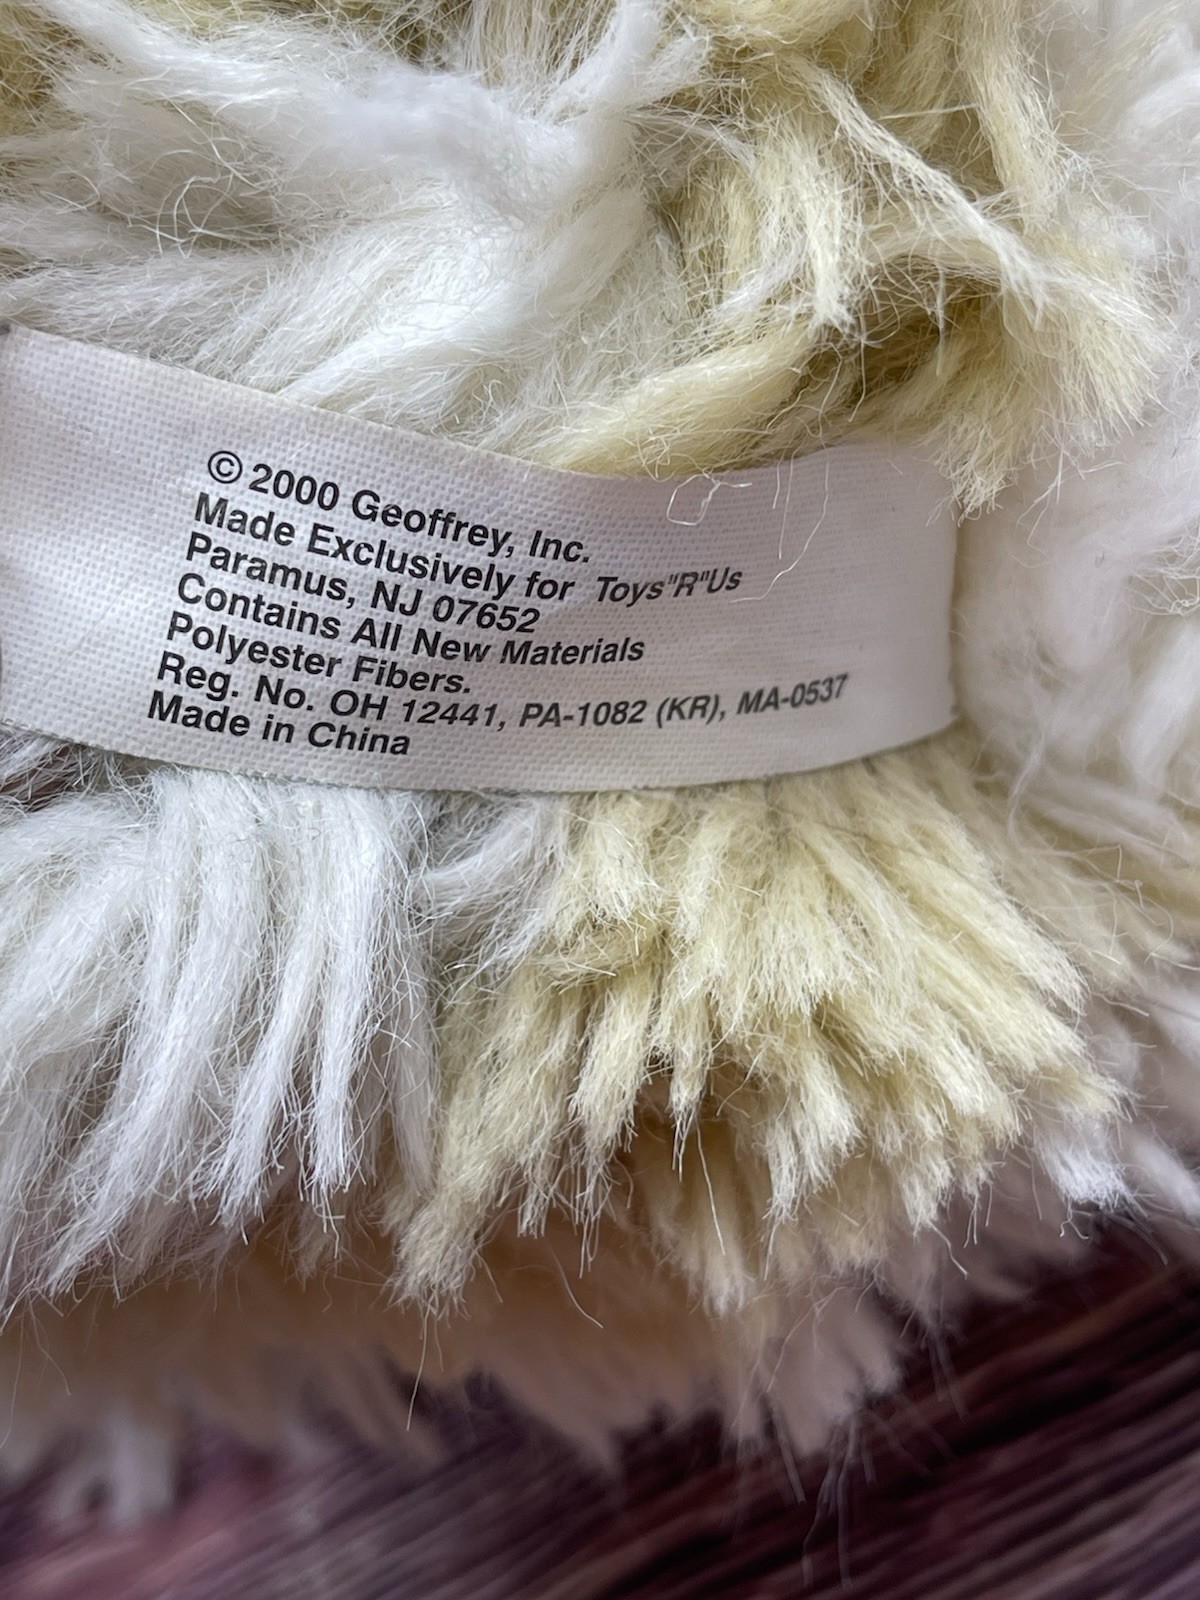 © 2000 Geoffrey, Inc.
Made Exclusively for Toys"R"Us
Paramus, NJ 07652
Contains All New Materials
Polyester Fibers.
Reg. No. OH 12441, PA-1082 (KR), MA-0537
Made in China